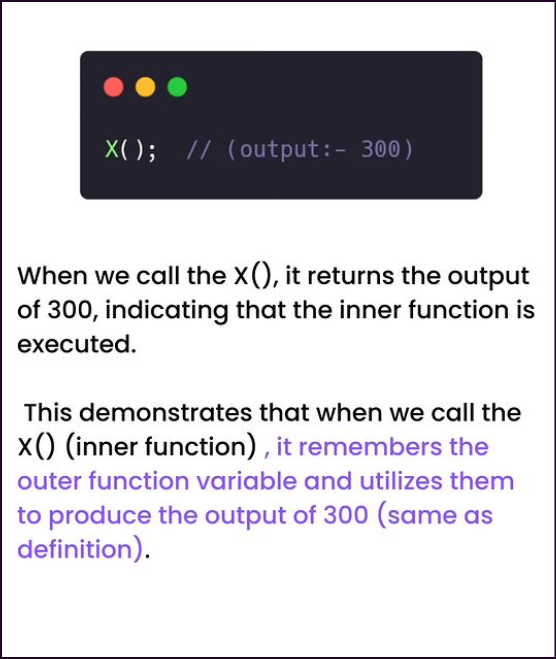 X();  // (output:- 300)
When we call the X(), it returns the output
of 300, indicating that the inner function is
executed.
This demonstrates that when we call the
X() (inner function) , it remembers the
outer function variable and utilizes them
to produce the output of 300 (same as
definition).